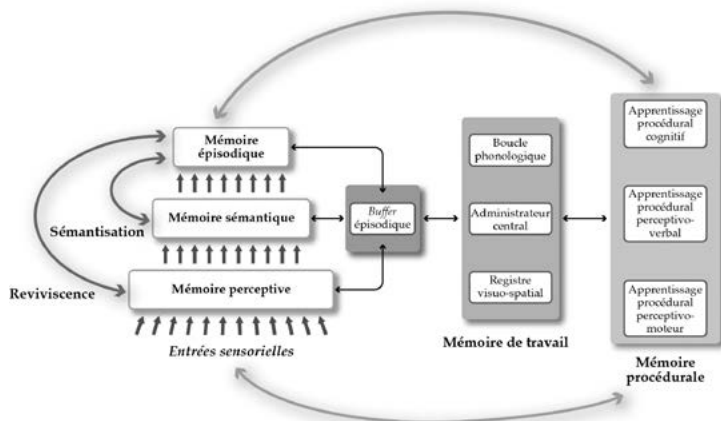 Mémoire
épisodique
Sémantisation
Mémoire sémantique
Reviviscence
Mémoire perceptive
Entrées sensorielles
Buffer
épisodique
Boucle
phonologique
Administrateur
central
Registre
visuo-spatial
Mémoire de travail
Apprentissage
procédural
cognitif
Apprentissage
procédural
perceptivo-
verbal
Apprentissage
procédural
perceptivo-
moteur
Mémoire
procédurale